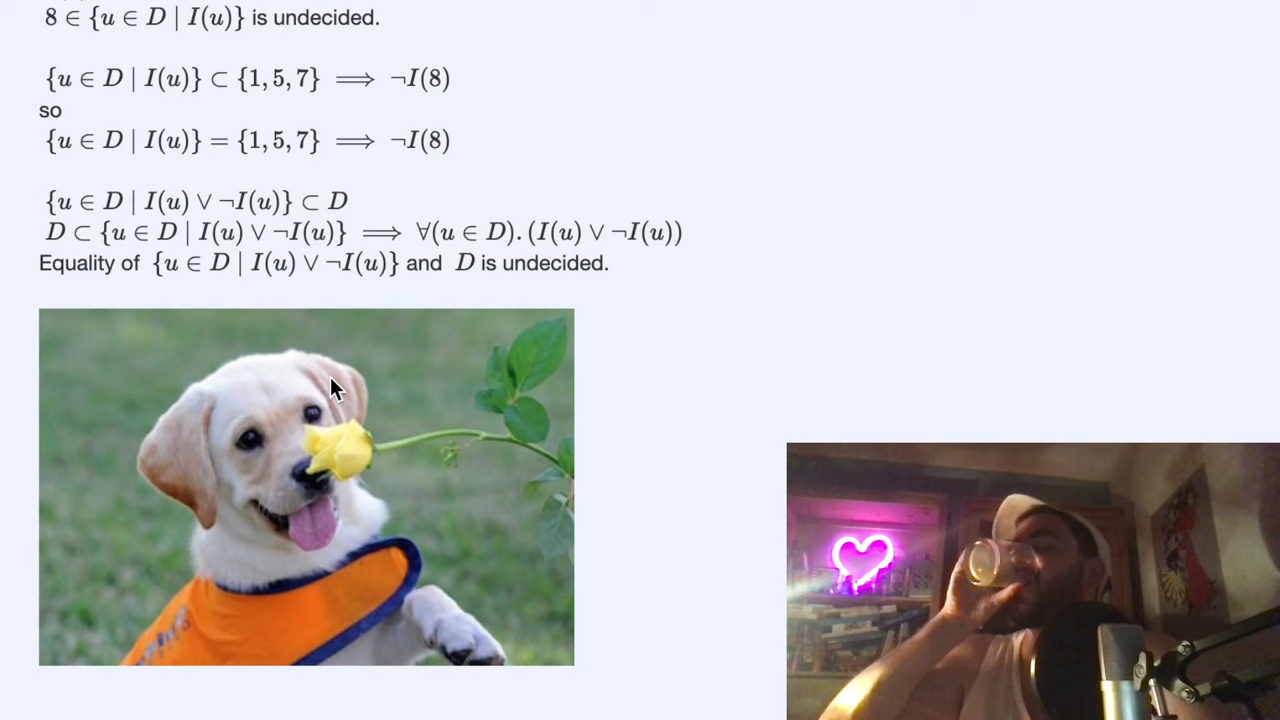 8 ∈ {u ∈ D | I(u)} is undecided.
{u ∈ D | I(u)} ⊂ {1, 5, 7} ⟹ ¬I(8)
so
{u ∈ D | I(u)} = {1, 5, 7} ⟹ ¬I(8)
{u ∈ D | I(u) ∨ ¬I(u)} ⊂ D
D ⊂ {u ∈ D | I(u) ∨ ¬I(u)} ⟹ ∀(u ∈ D). (I(u) ∨ ¬I(u))
Equality of {u ∈ D | I(u) ∨ ¬I(u)} and D is undecided.